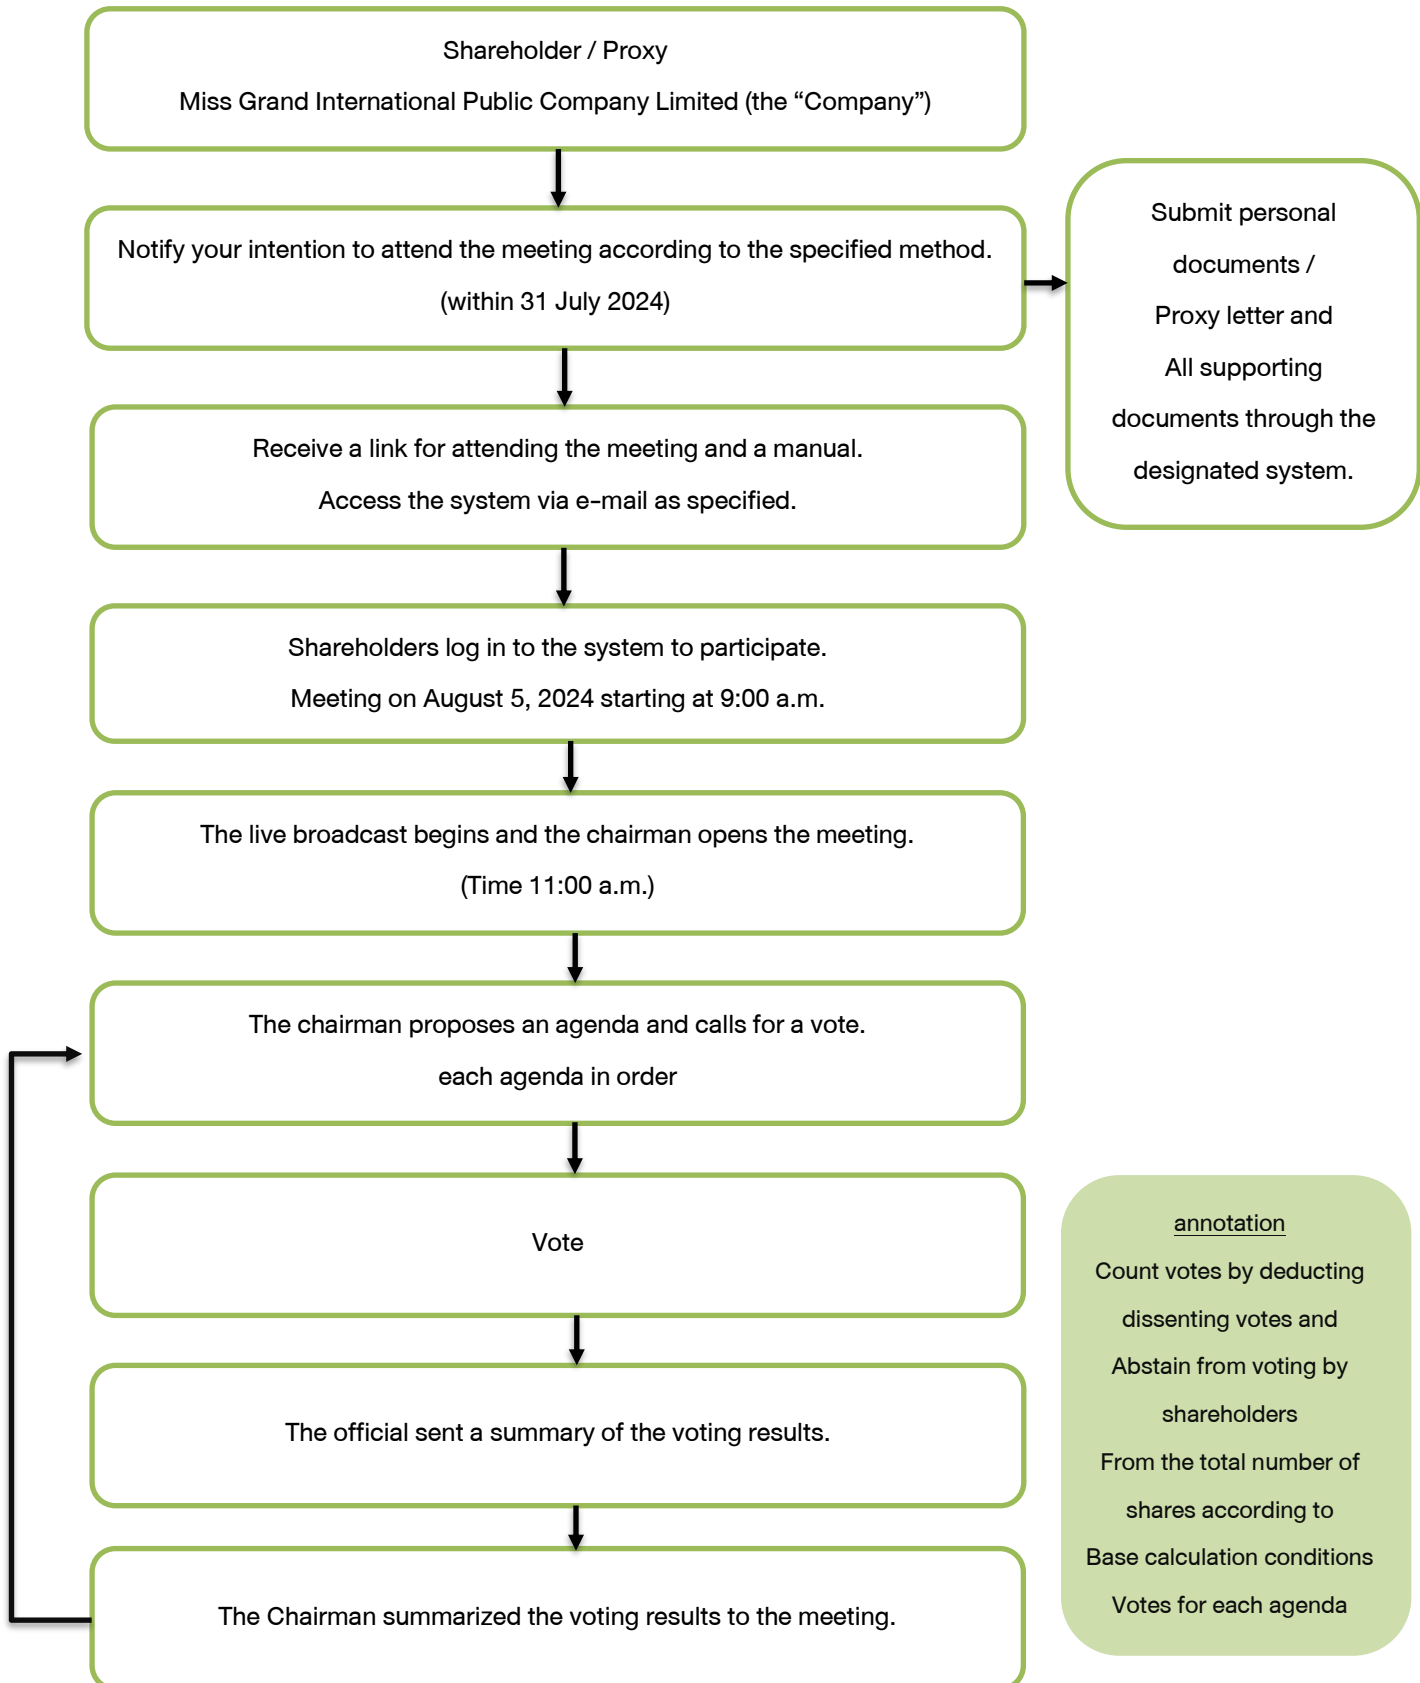 Shareholder / Proxy
Miss Grand International Public Company Limited (the “Company”)
Notify your intention to attend the meeting according to the specified method.
(within 31 July 2024)
Submit personal
documents /
Proxy letter and
All supporting
documents through the
designated system.
Receive a link for attending the meeting and a manual.
Access the system via e-mail as specified.
Shareholders log in to the system to participate.
Meeting on August 5, 2024 starting at 9:00 a.m.
The live broadcast begins and the chairman opens the meeting.
(Time 11:00 a.m.)
The chairman proposes an agenda and calls for a vote.
each agenda in order
Vote
annotation
Count votes by deducting
dissenting votes and
Abstain from voting by
shareholders
From the total number of
shares according to
Base calculation conditions
Votes for each agenda
The official sent a summary of the voting results.
The Chairman summarized the voting results to the meeting.